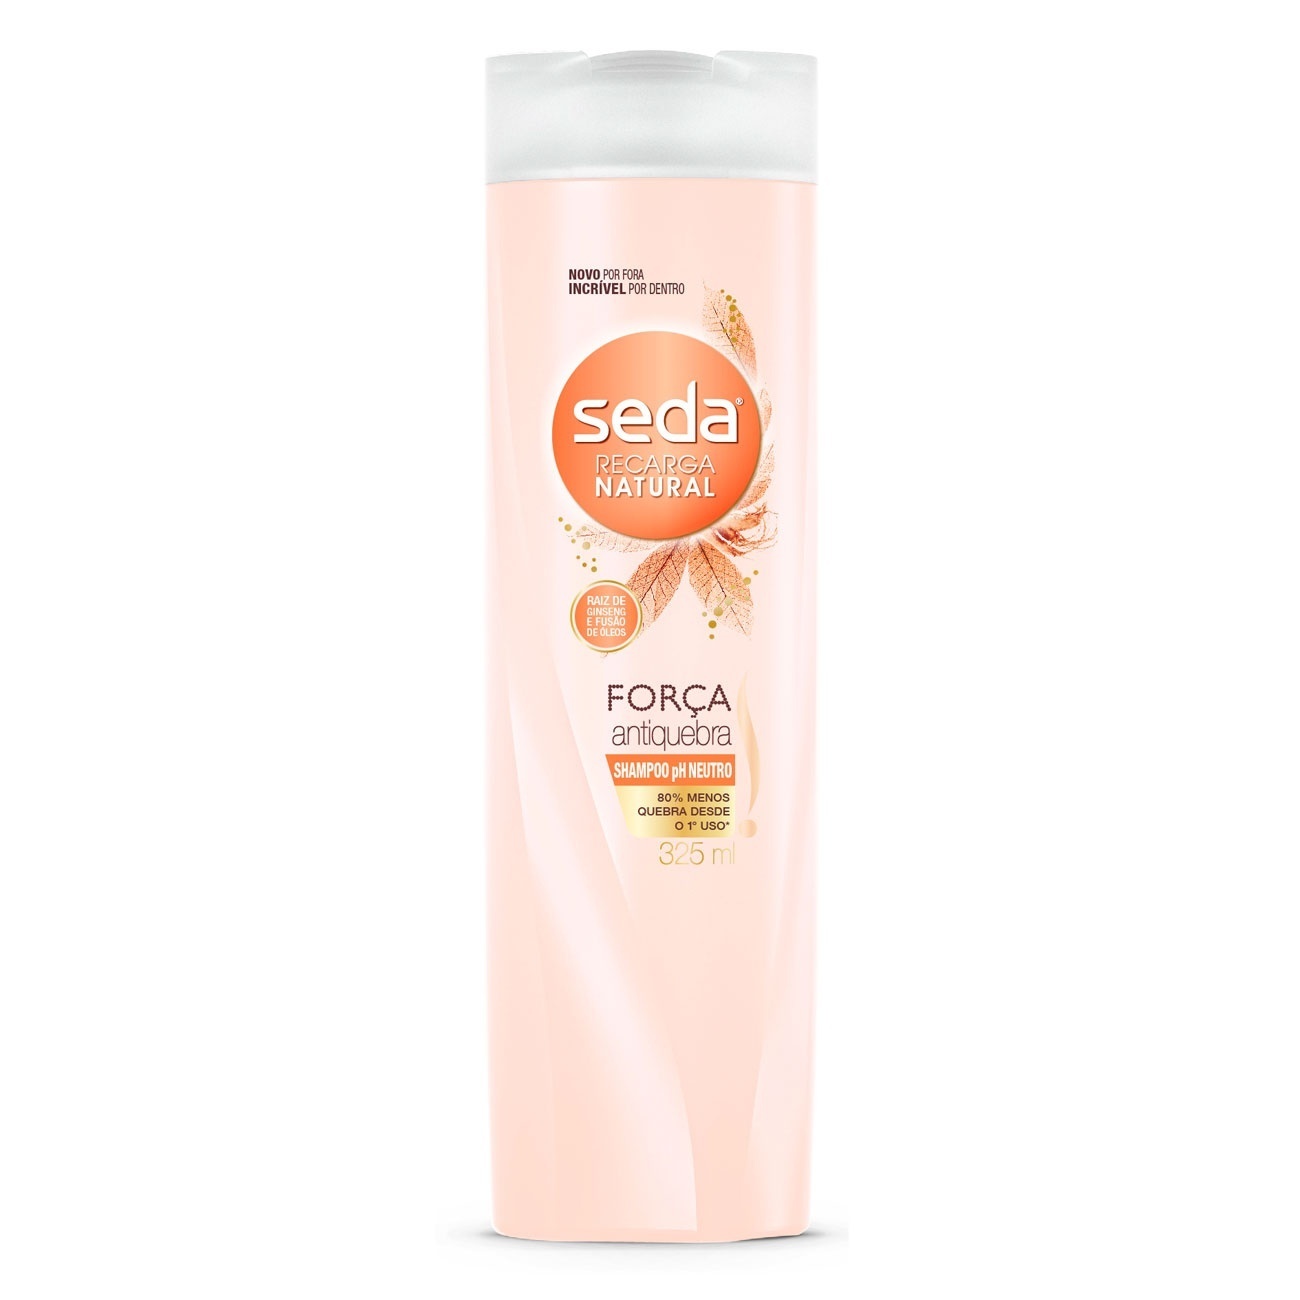 NOVO POR FORA
INCRÍVEL POR DENTRO
seda®
RECARGA
NATURAL
RAIZ DE
GINSENG
E FUSÃO
DE ÓLEOS
FORÇA
antiquebra
SHAMPOO pH NEUTRO
80% MENOS
QUEBRA DESDE
O 1° USO*
325 ml